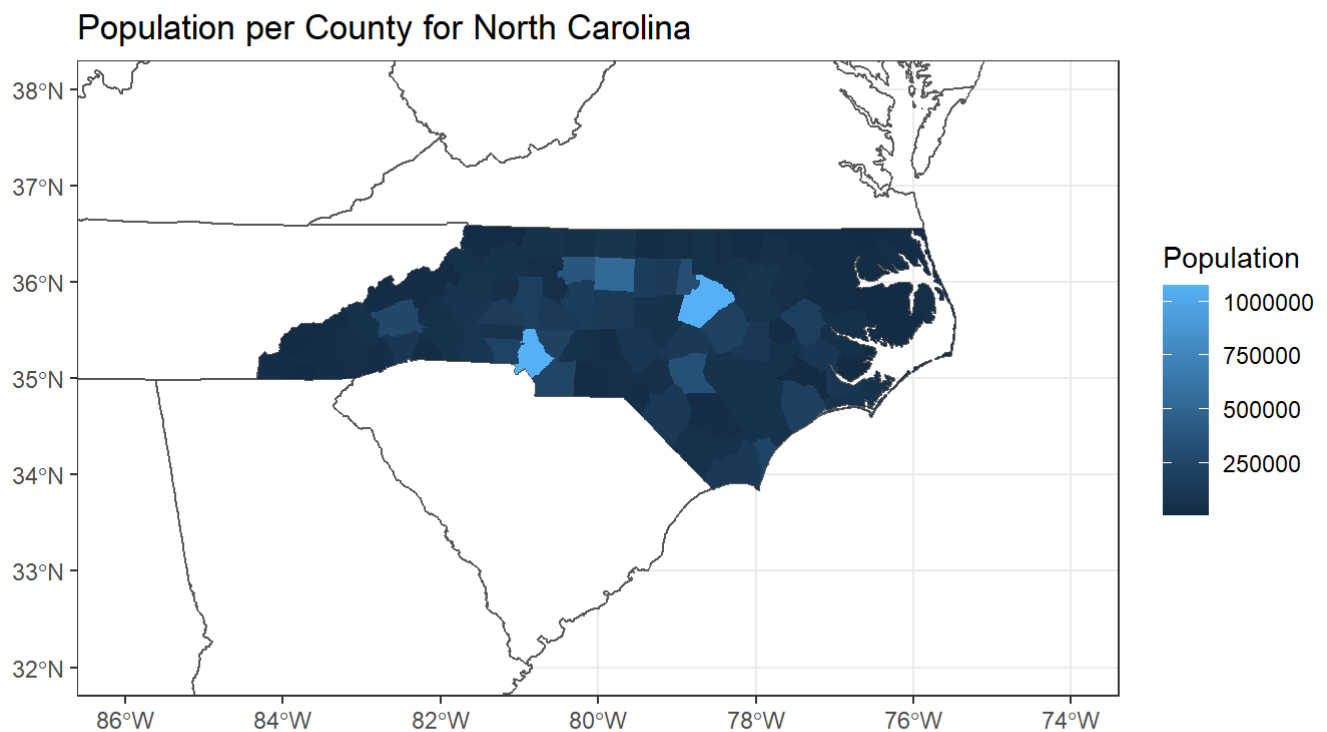 Population per County for North Carolina
38°N
37°N
36°N
35°N
34°N
33°N
32°N
86°W
84°W
82°W
80°W
78°W
76°W
74°W
Population
1000000
750000
500000
250000